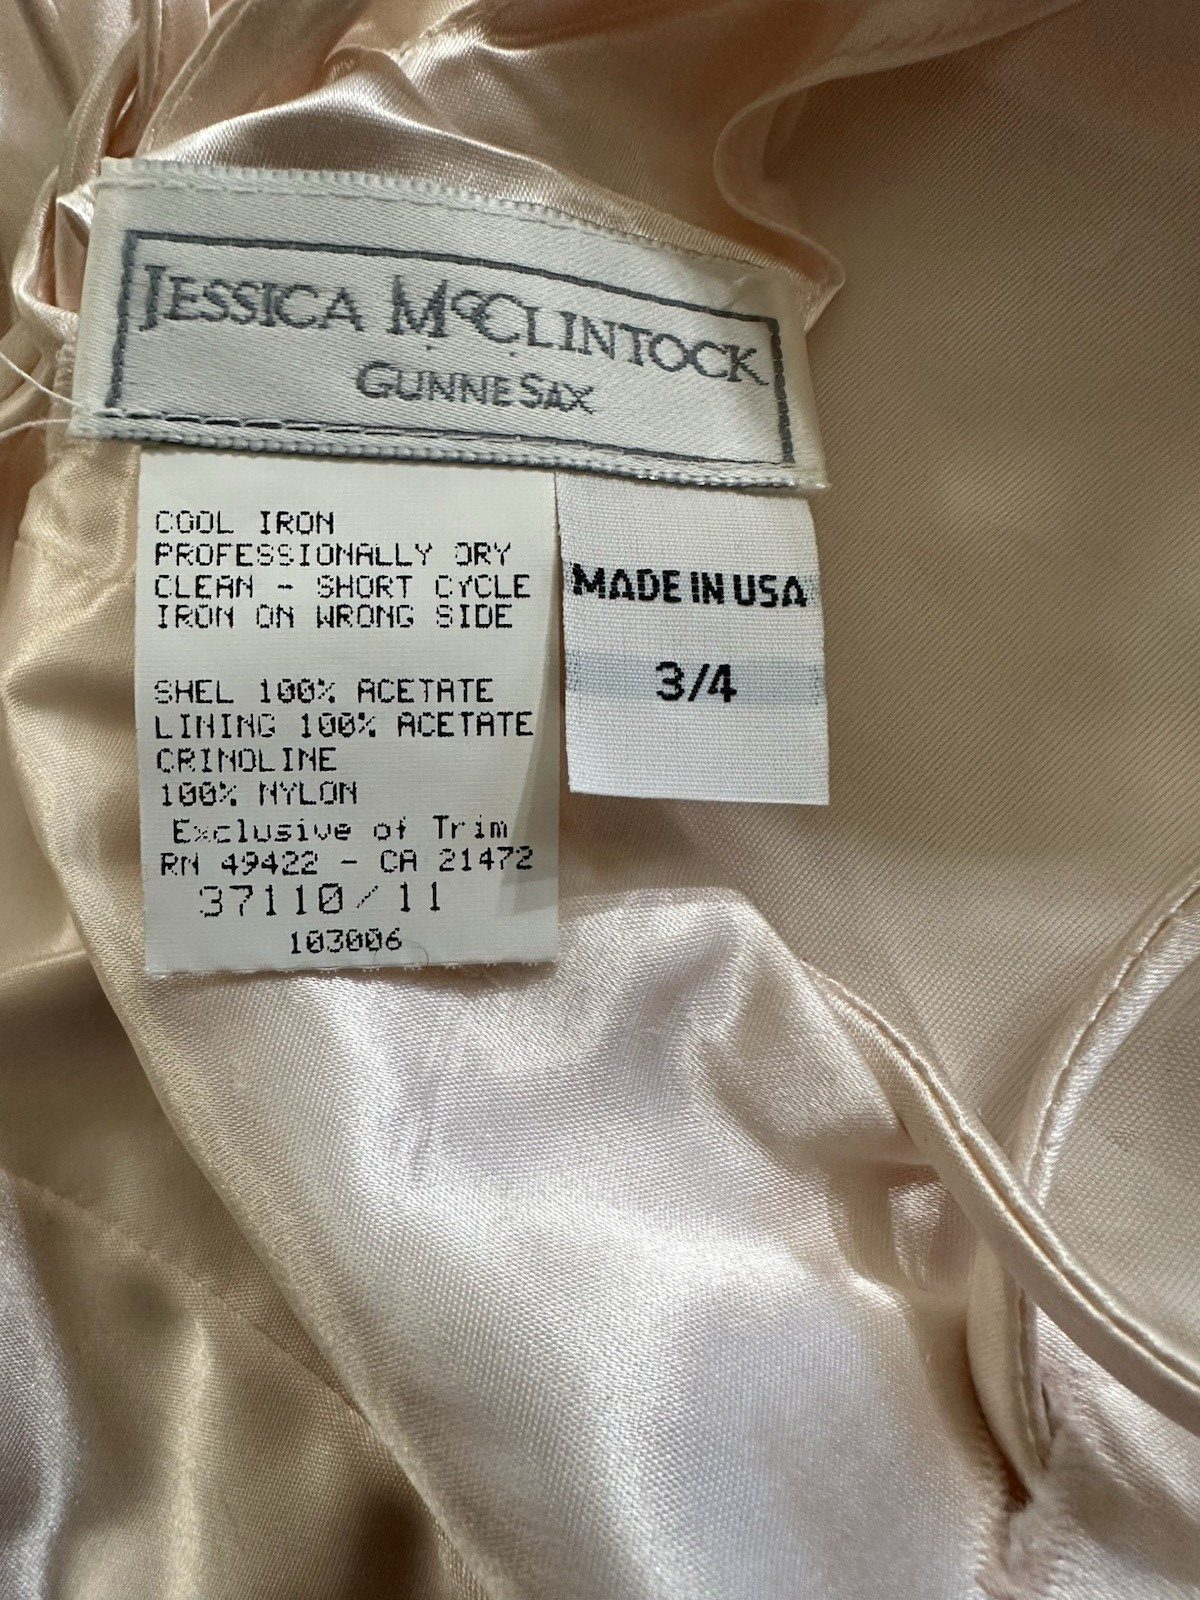 JESSICA MCCLINTOCK
GUNNE SAX
COOL IRON
PROFESSIONALLY DRY
CLEAN - SHORT CYCLE
IRON ON WRONG SIDE
SHEL 100% ACETATE
LINING 100% ACETATE
CRINOLINE
100% NYLON
Exclusive of Trim
RN 49422 - CA 21472
37110/11
103006
MADE IN USA
3/4